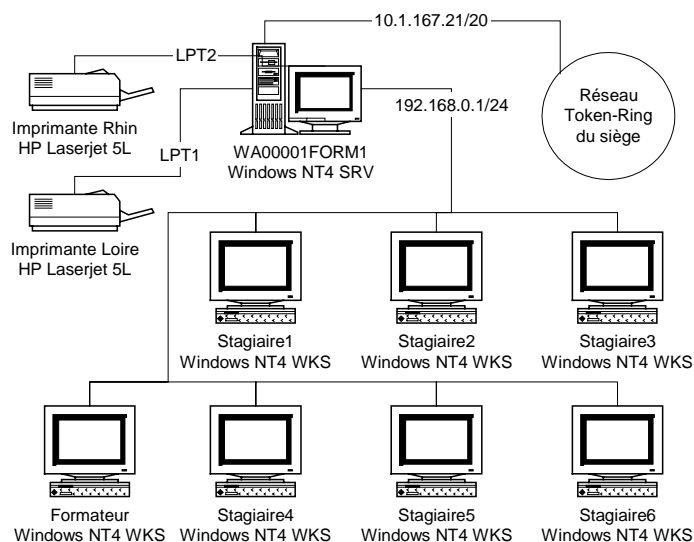 10.1.167.21/20
LPT2
Imprimante Rhin
HP Laserjet 5L
LPT1
WA00001FORM1
Windows NT4 SRV
192.168.0.1/24
Réseau
Token-Ring
du siège
Imprimante Loire
HP Laserjet 5L
Stagiaire1
Windows NT4 WKS
Stagiaire2
Windows NT4 WKS
Stagiaire3
Windows NT4 WKS
Formateur
Windows NT4 WKS
Stagiaire4
Windows NT4 WKS
Stagiaire5
Windows NT4 WKS
Stagiaire6
Windows NT4 WKS